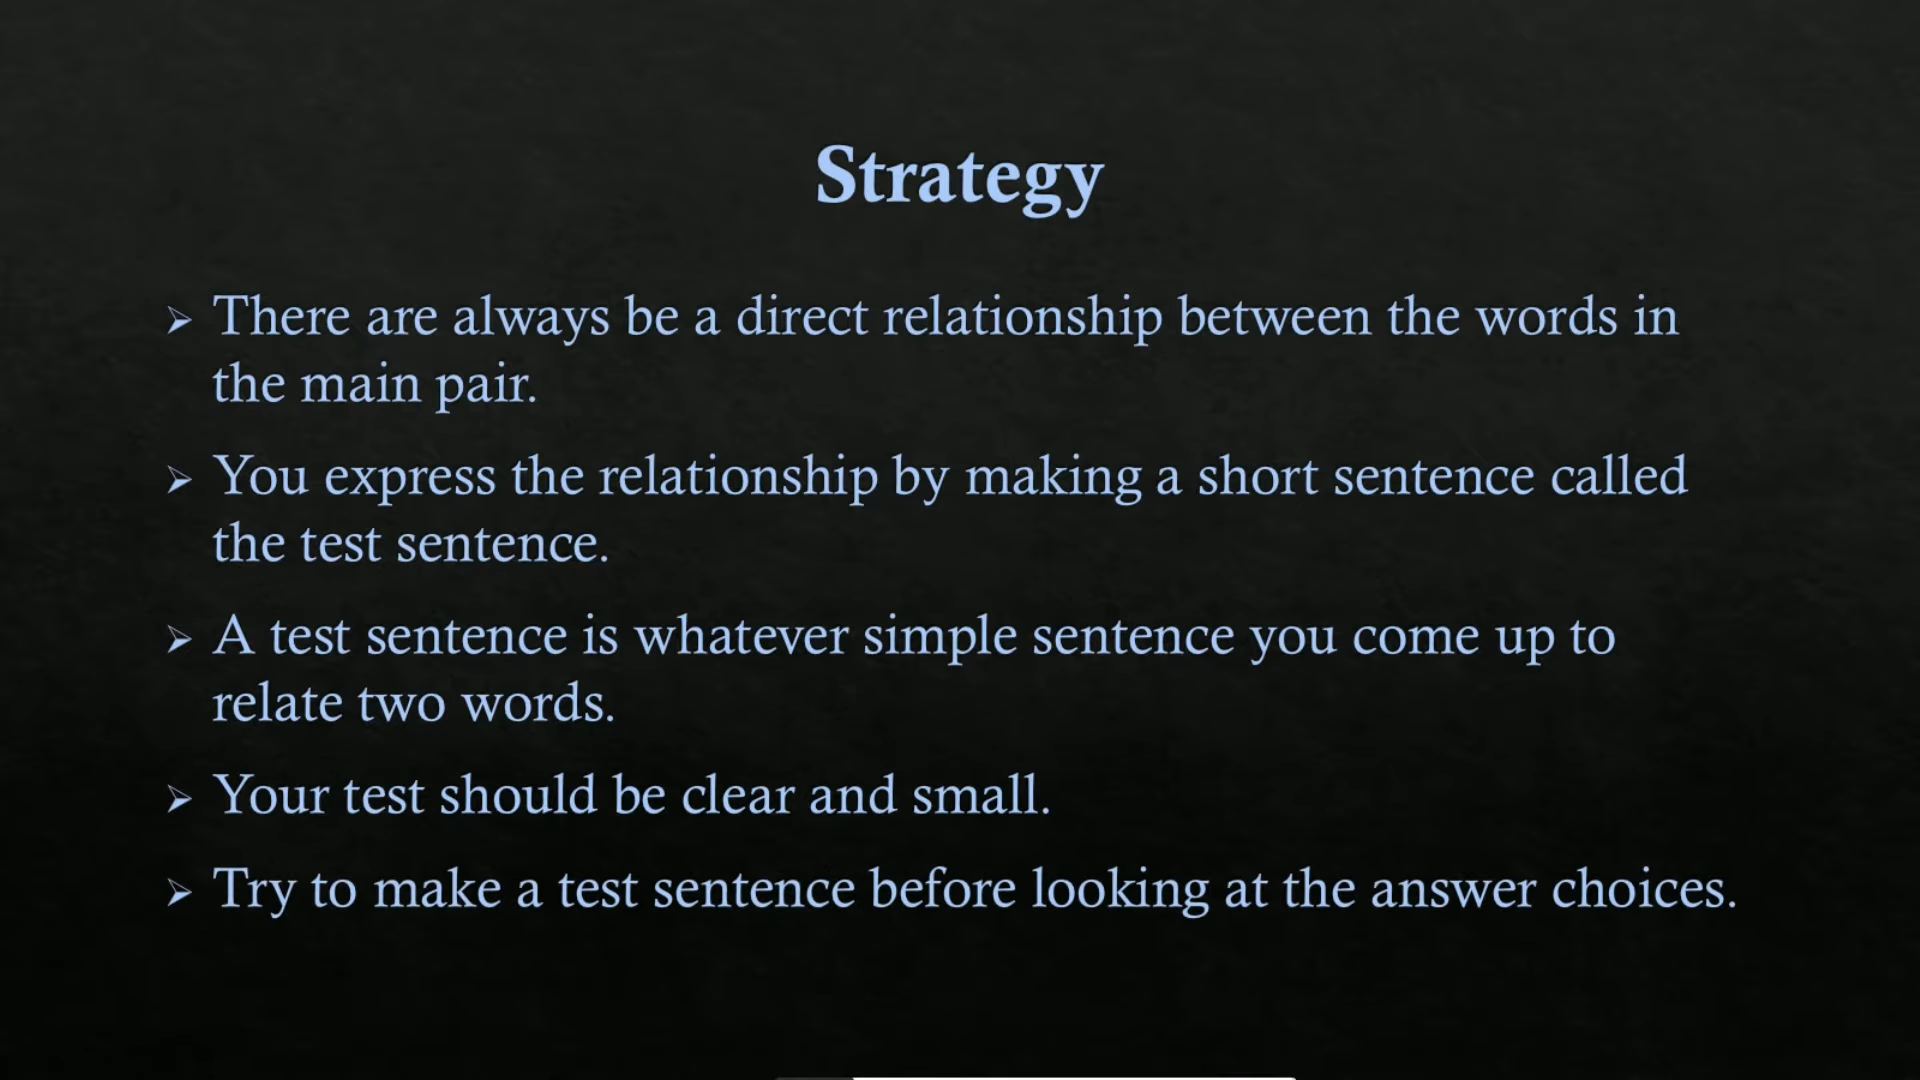 Strategy
➢ There are always be a direct relationship between the words in
the main pair.
➢ You express the relationship by making a short sentence called
the test sentence.
➢ A test sentence is whatever simple sentence you come up to
relate two words.
➢ Your test should be clear and small.
➢ Try to make a test sentence before looking at the answer choices.